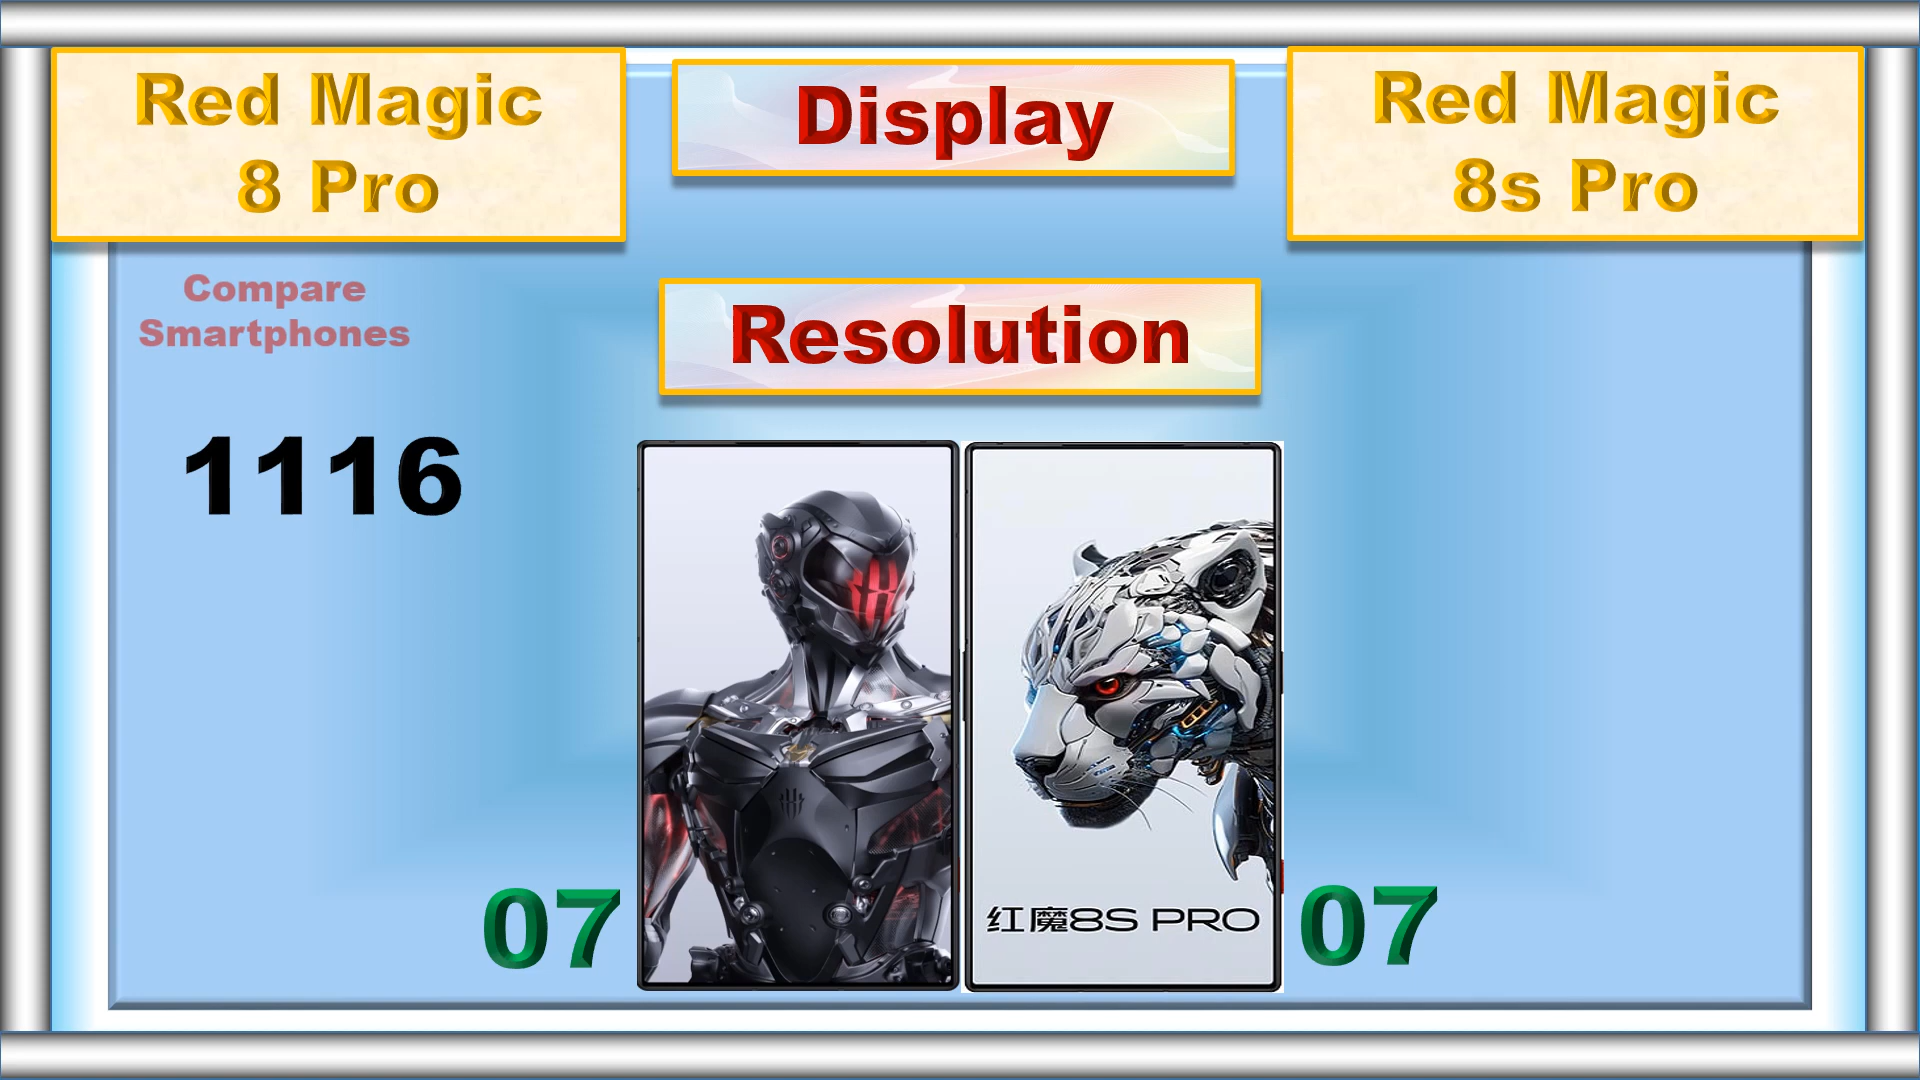 Red Magic
8 Pro
Display
Red Magic
8s Pro
Compare
Smartphones
Resolution
1116
07
红魔8S PRO
07